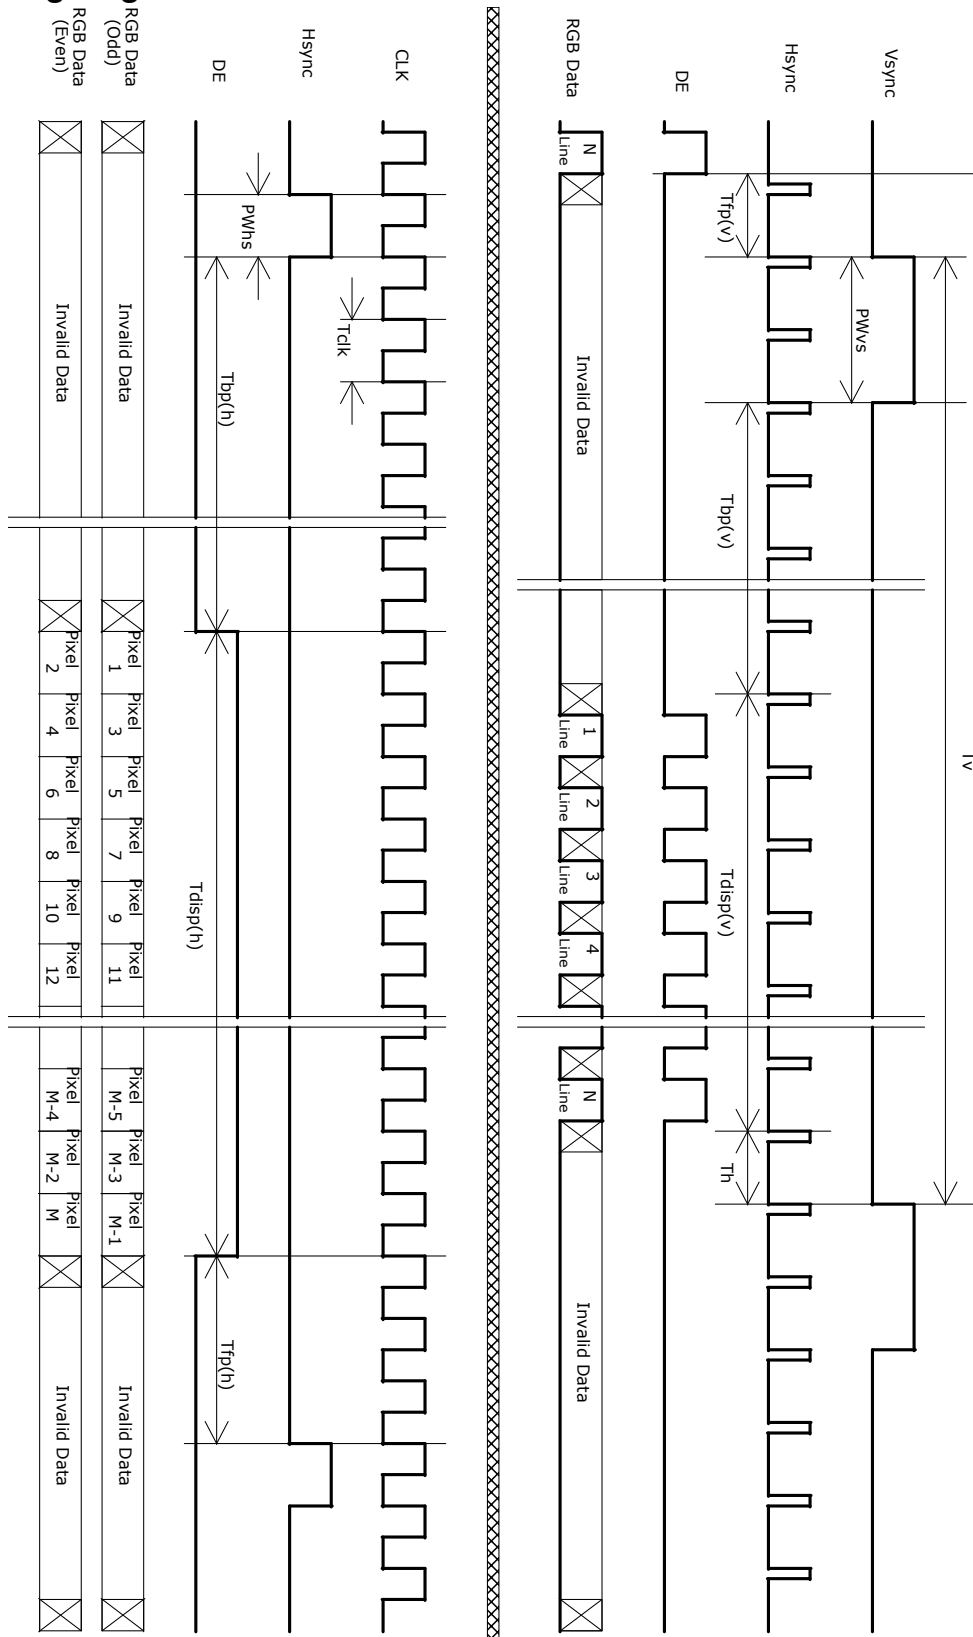 Tv
Vsync
PWvs
Hsync
Tfp(v) Tbp(v) Tdisp(v) Th
DE
RGB Data
N Line Invalid Data 1 Line 2 Line 3 Line 4 Line N Line Invalid Data
CLK
Tclk
Hsync
PWhs
Tbp(h) Tdisp(h) Tfp(h)
DE
RGB Data
(Odd)
Invalid Data Pixel 1 Pixel 3 Pixel 5 Pixel 7 Pixel 9 Pixel 11 Pixel M-5 Pixel M-3 Pixel M-1 Invalid Data
RGB Data
(Even)
Invalid Data Pixel 2 Pixel 4 Pixel 6 Pixel 8 Pixel 10 Pixel 12 Pixel M-4 Pixel M-2 Pixel M Invalid Data